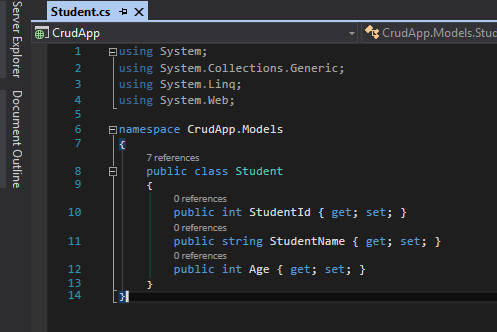 Server Explorer
Document Outline
Student.cs
CrudApp
CrudApp.Models.Stu
1 using System;
2 using System.Collections.Generic;
3 using System.Linq;
4 using System.Web;
5
6 namespace CrudApp.Models
7 {
7 references
8 public class Student
9 {
0 references
10 public int StudentId { get; set; }
0 references
11 public string StudentName { get; set; }
0 references
12 public int Age { get; set; }
13 }
14 }